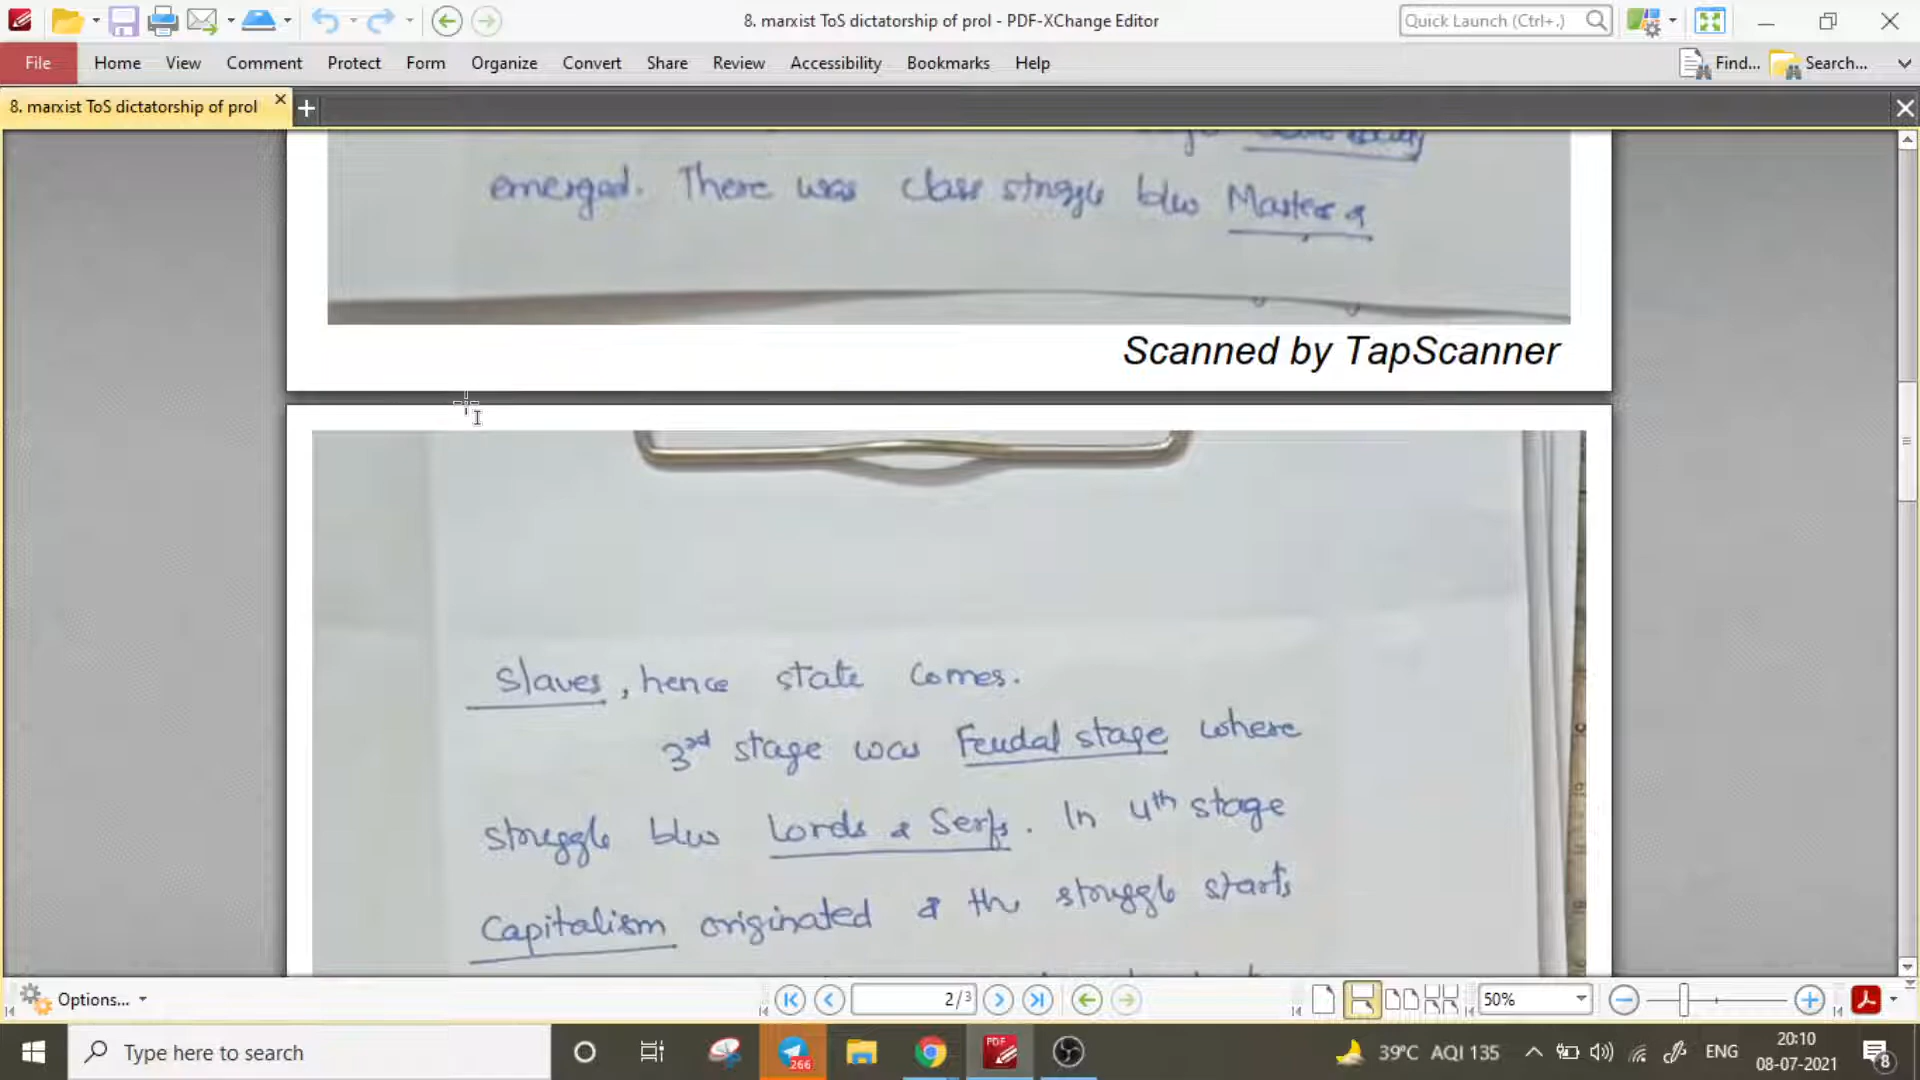 8. marxist ToS dictatorship of prol - PDF-XChange Editor
Quick Launch (Ctrl+.)
File Home View Comment Protect Form Organize Convert Share Review Accessibility Bookmarks Help Find... Search...
8. marxist ToS dictatorship of prol
emerged. There was class struggle b/w Master &
Scanned by TapScanner
Slaves, hence state comes.
3rd stage was Feudal stage where
struggle b/w Lords & Serfs. In 4th stage
Capitalism originated & the struggle starts
Options... 2/3 50%
Type here to search 266 PDF 39°C AQI 135 ENG 20:10
08-07-2021 8